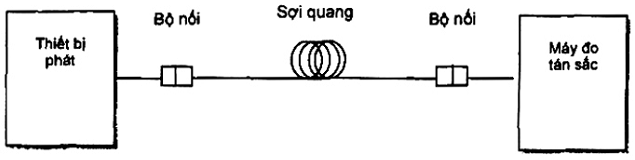 Thiết bị
phát
Bộ nối
Sợi quang
Bộ nối
Máy đo
tán sắc